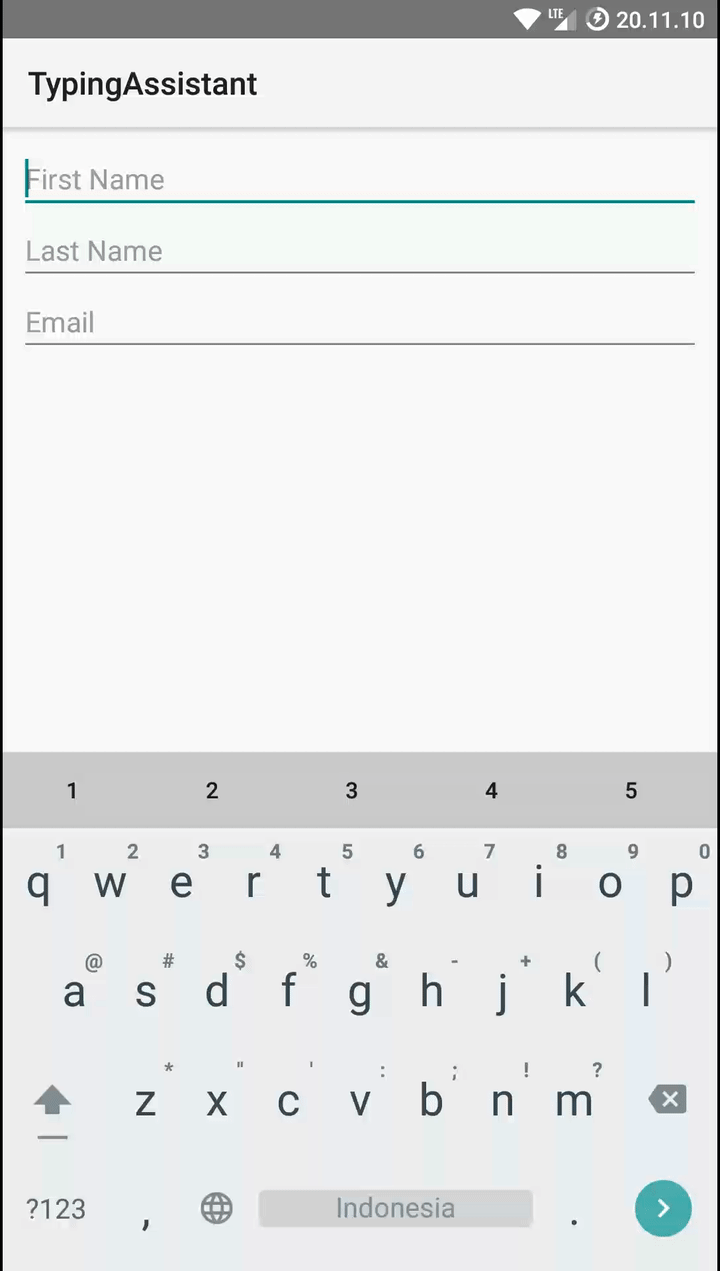 LTE 20.11.10
TypingAssistant
First Name
Last Name
Email
1 2 3 4 5
1 2 3 4 5 6 7 8 9 0
q w e r t y u i o p
@ # $ % & - + ( )
a s d f g h j k l
* " ' : ; ! ?
z x c v b n m
?123 , Indonesia .